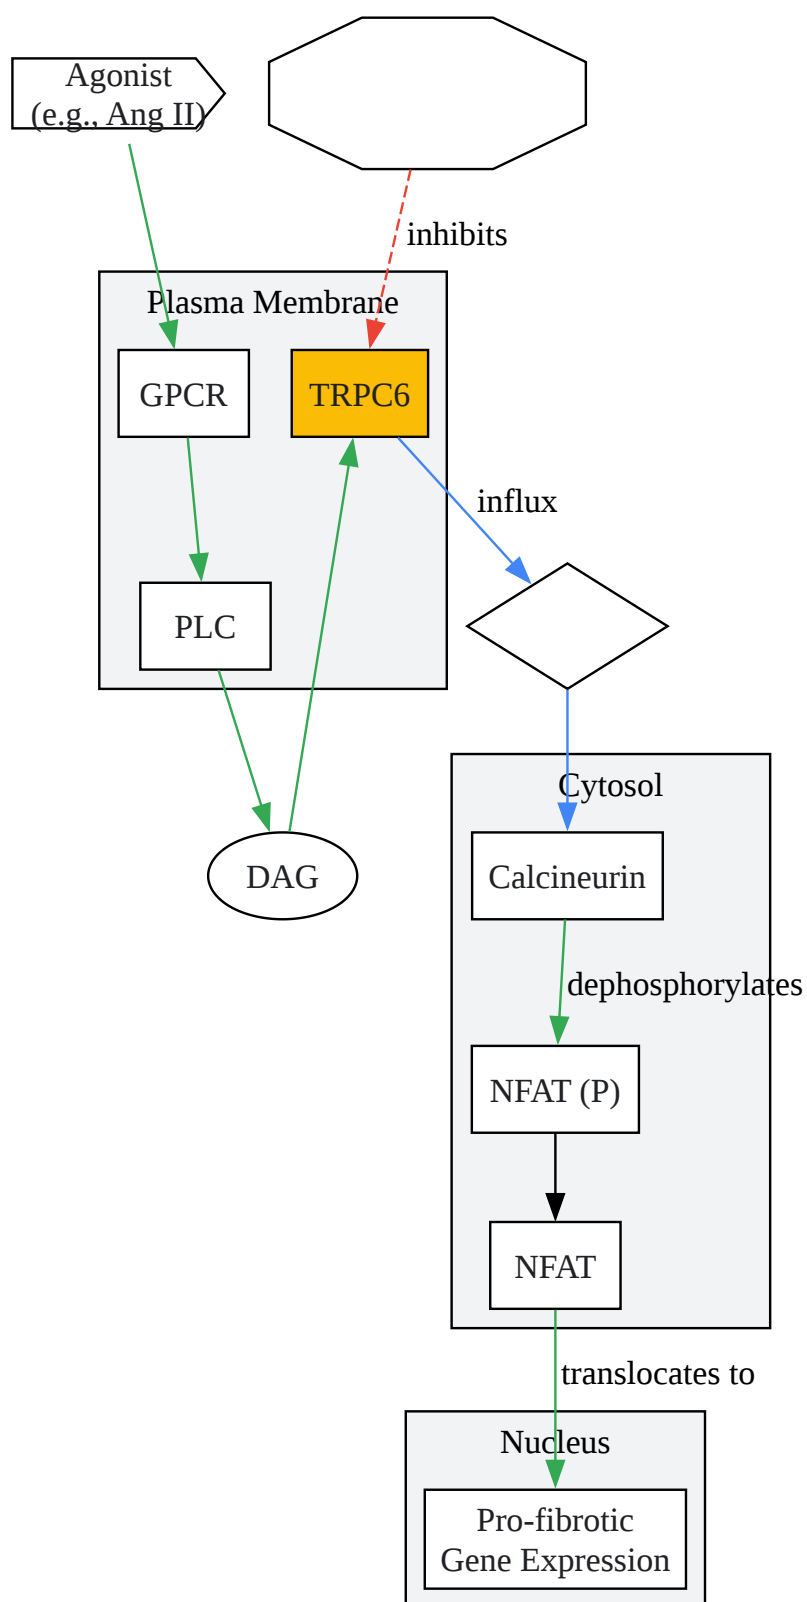 Agonist
(e.g., Ang II)
inhibits
Plasma Membrane
GPCR
TRPC6
influx
PLC
Cytosol
DAG
Calcineurin
dephosphorylates
NFAT (P)
NFAT
translocates to
Nucleus
Pro-fibrotic
Gene Expression